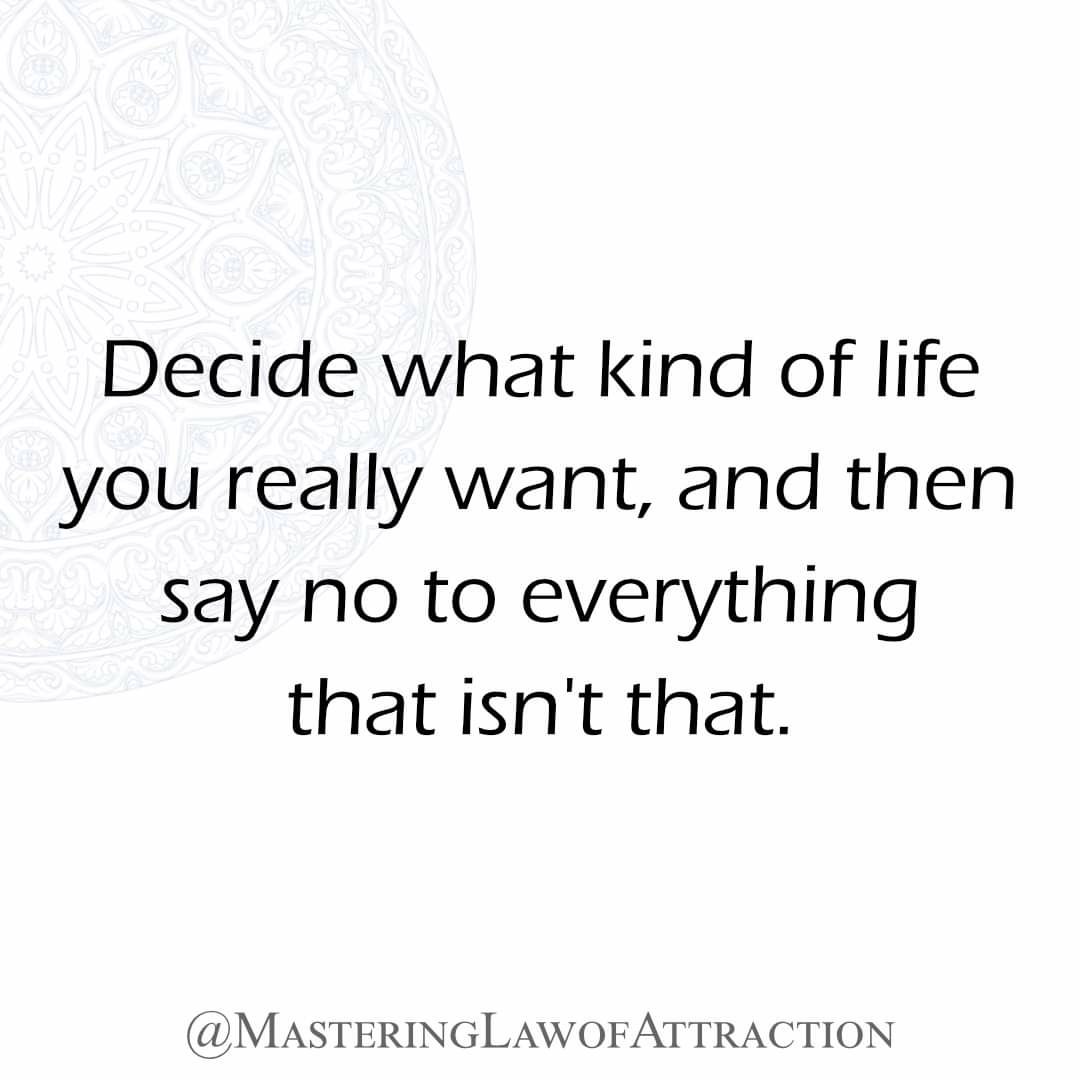 Decide what kind of life
you really want, and then
say no to everything
that isn't that.
@MasteringLawofAttraction